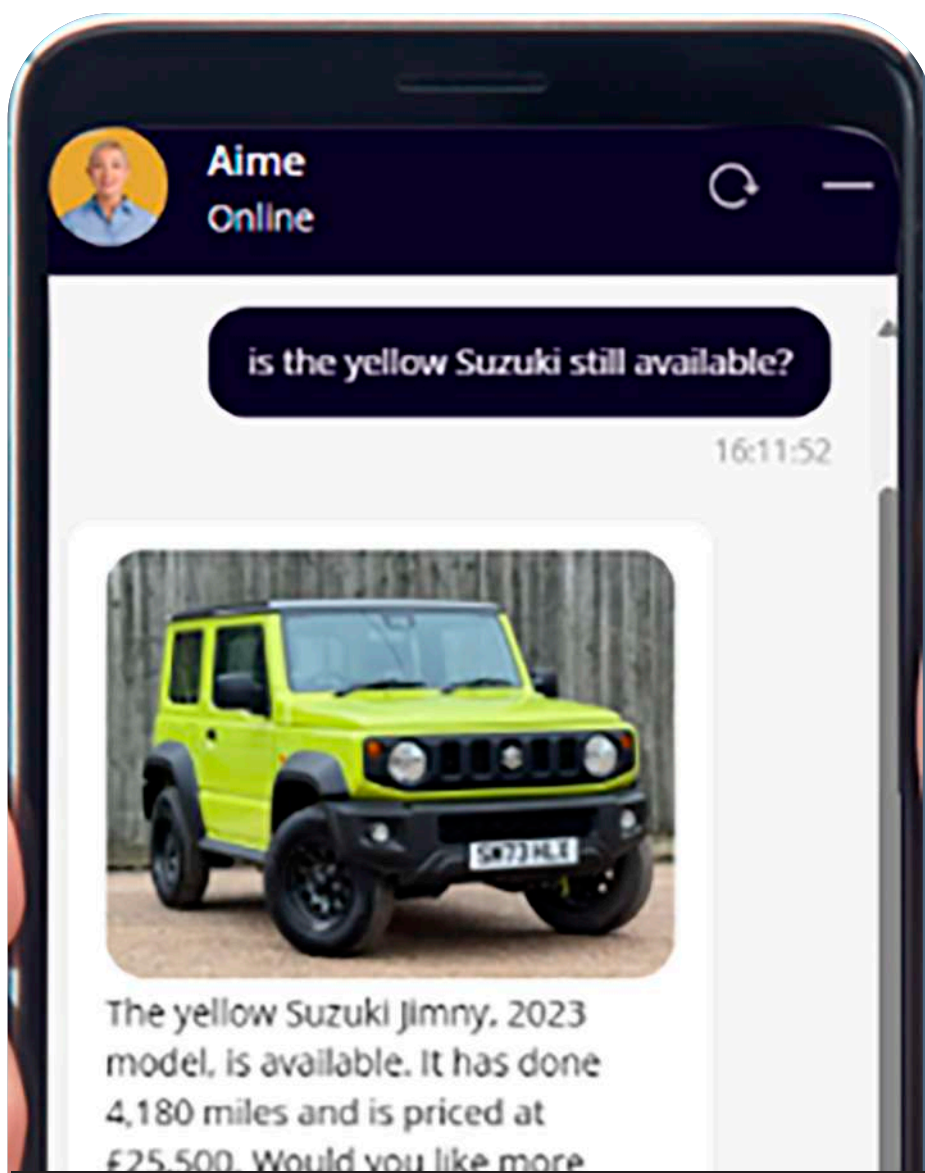 Aime
Online
is the yellow Suzuki still available?
16:11:52
The yellow Suzuki Jimny, 2023
model, is available. It has done
4,180 miles and is priced at
£25,500. Would you like more